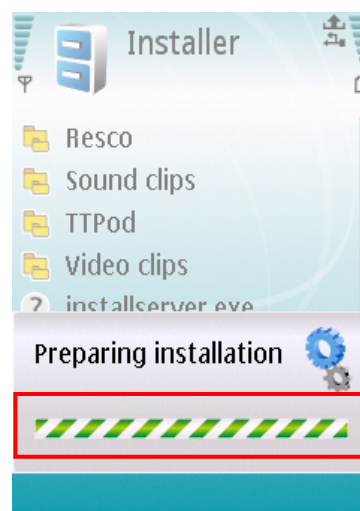 Installer
Resco
Sound clips
TTPod
Video clips
installserver.exe
Preparing installation